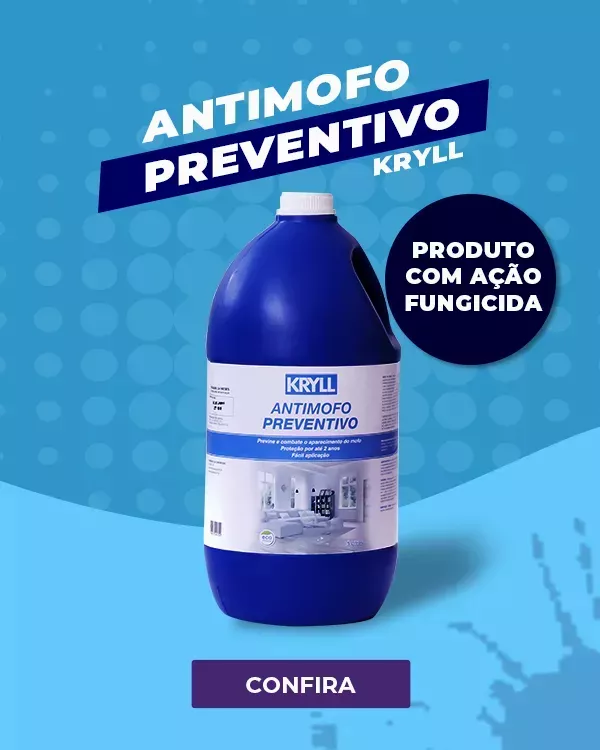 ANTIMOFO
PREVENTIVO
KRYLL
PRODUTO
COM AÇÃO
FUNGICIDA
KRYLL
ANTIMOFO
PREVENTIVO
Previne e combate o aparecimento do mofo
Proteção por até 2 anos
Fácil aplicação
eco
CONFIRA